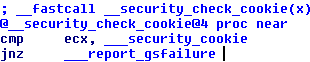 ; __fastcall __security_check_cookie(x)
@__security_check_cookie@4 proc near
cmp ecx, ___security_cookie
jnz ___report_gsfailure